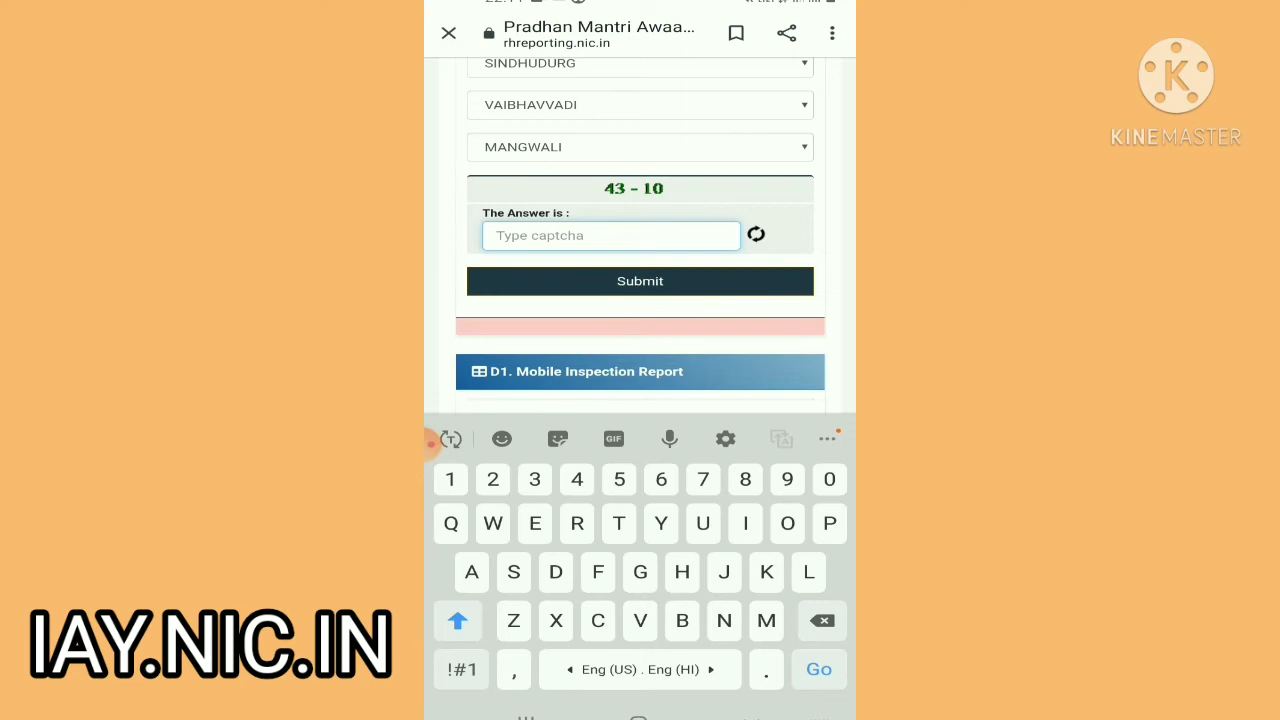 Pradhan Mantri Awaa...
rhreporting.nic.in
SINDHUDURG
VAIBHAVVADI
MANGWALI
43 - 10
The Answer is :
Type captcha
Submit
D1. Mobile Inspection Report
GIF
1 2 3 4 5 6 7 8 9 0
Q W E R T Y U I O P
A S D F G H J K L
Z X C V B N M
!#1 , Eng (US) . Eng (HI) . Go
K
KINEMASTER
IAY.NIC.IN